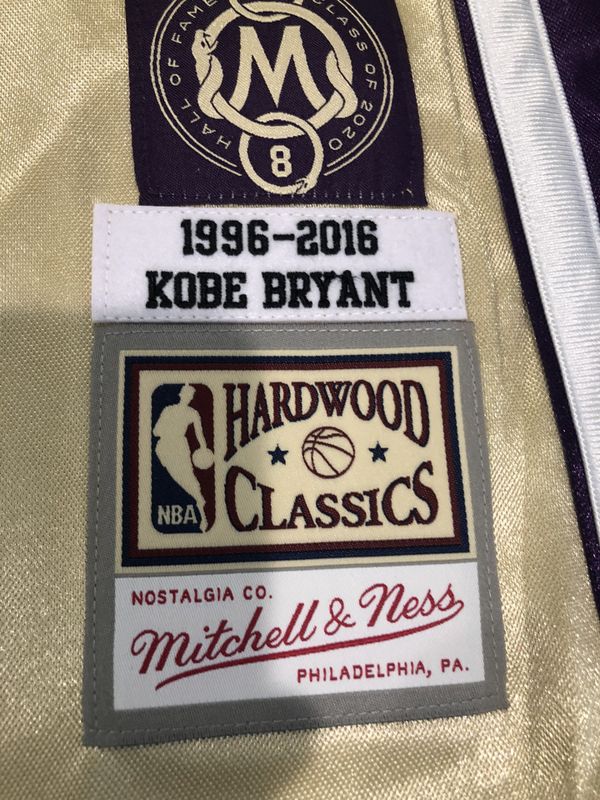 HALL OF FAME CLASS OF 2020
M
8
1996-2016
KOBE BRYANT
HARDWOOD
CLASSICS
NBA
NOSTALGIA CO.
Mitchell & Ness
PHILADELPHIA, PA.